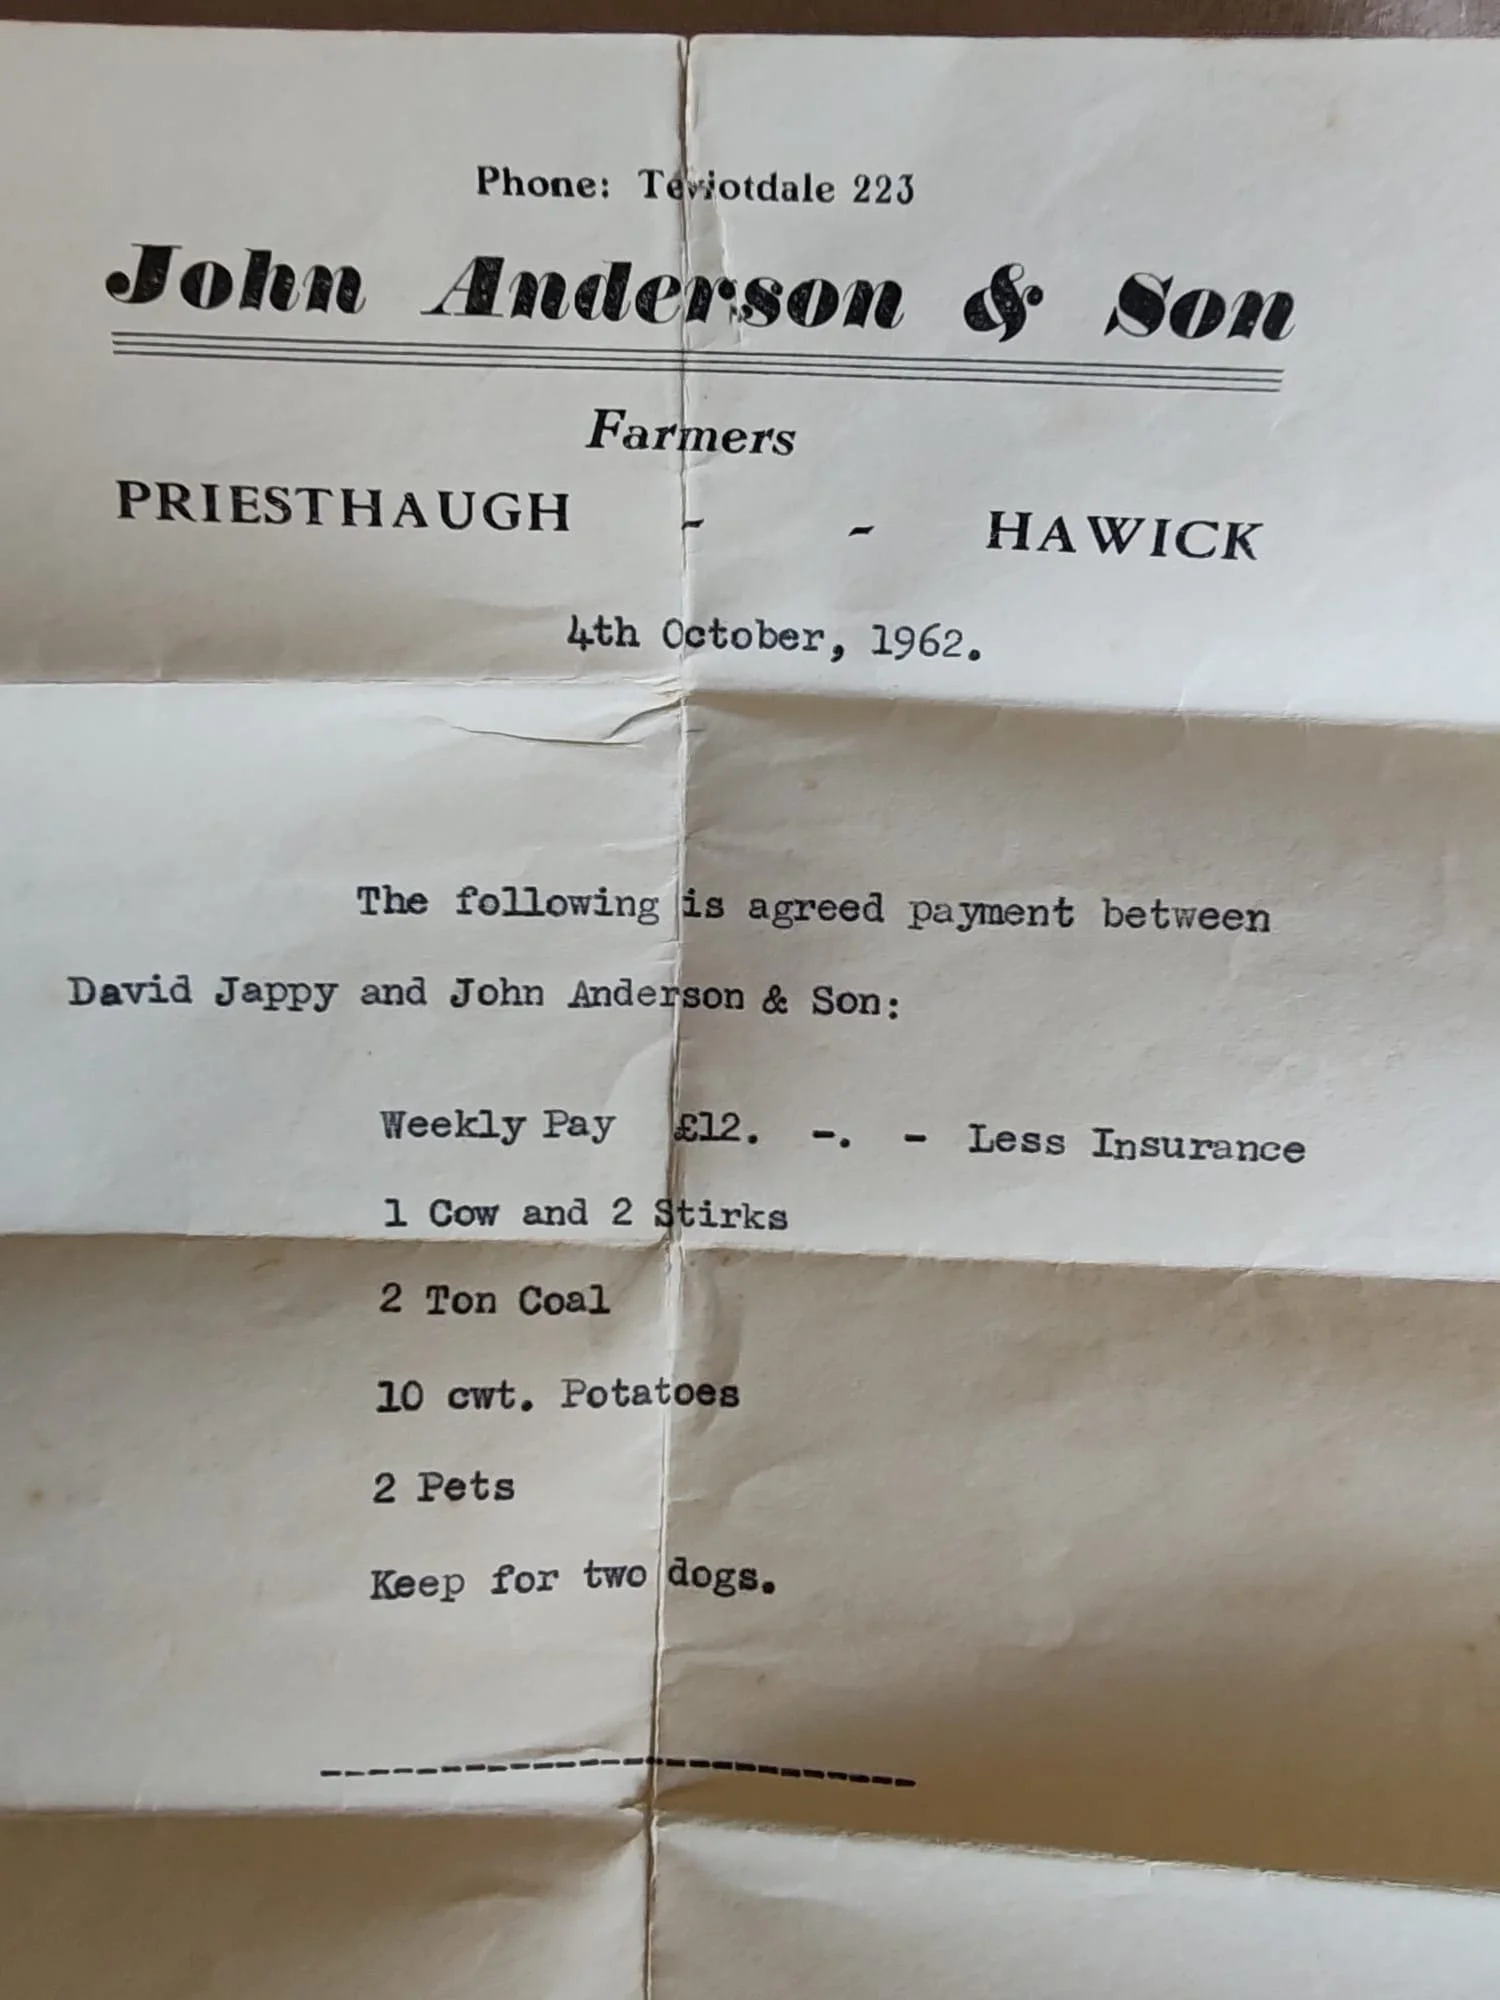 Phone: Teviotdale 223
John Anderson & Son
Farmers
PRIESTHAUGH - - HAWICK
4th October, 1962.
The following is agreed payment between
David Jappy and John Anderson & Son:
Weekly Pay £12. -. - Less Insurance
1 Cow and 2 Stirks
2 Ton Coal
10 cwt. Potatoes
2 Pets
Keep for two dogs.